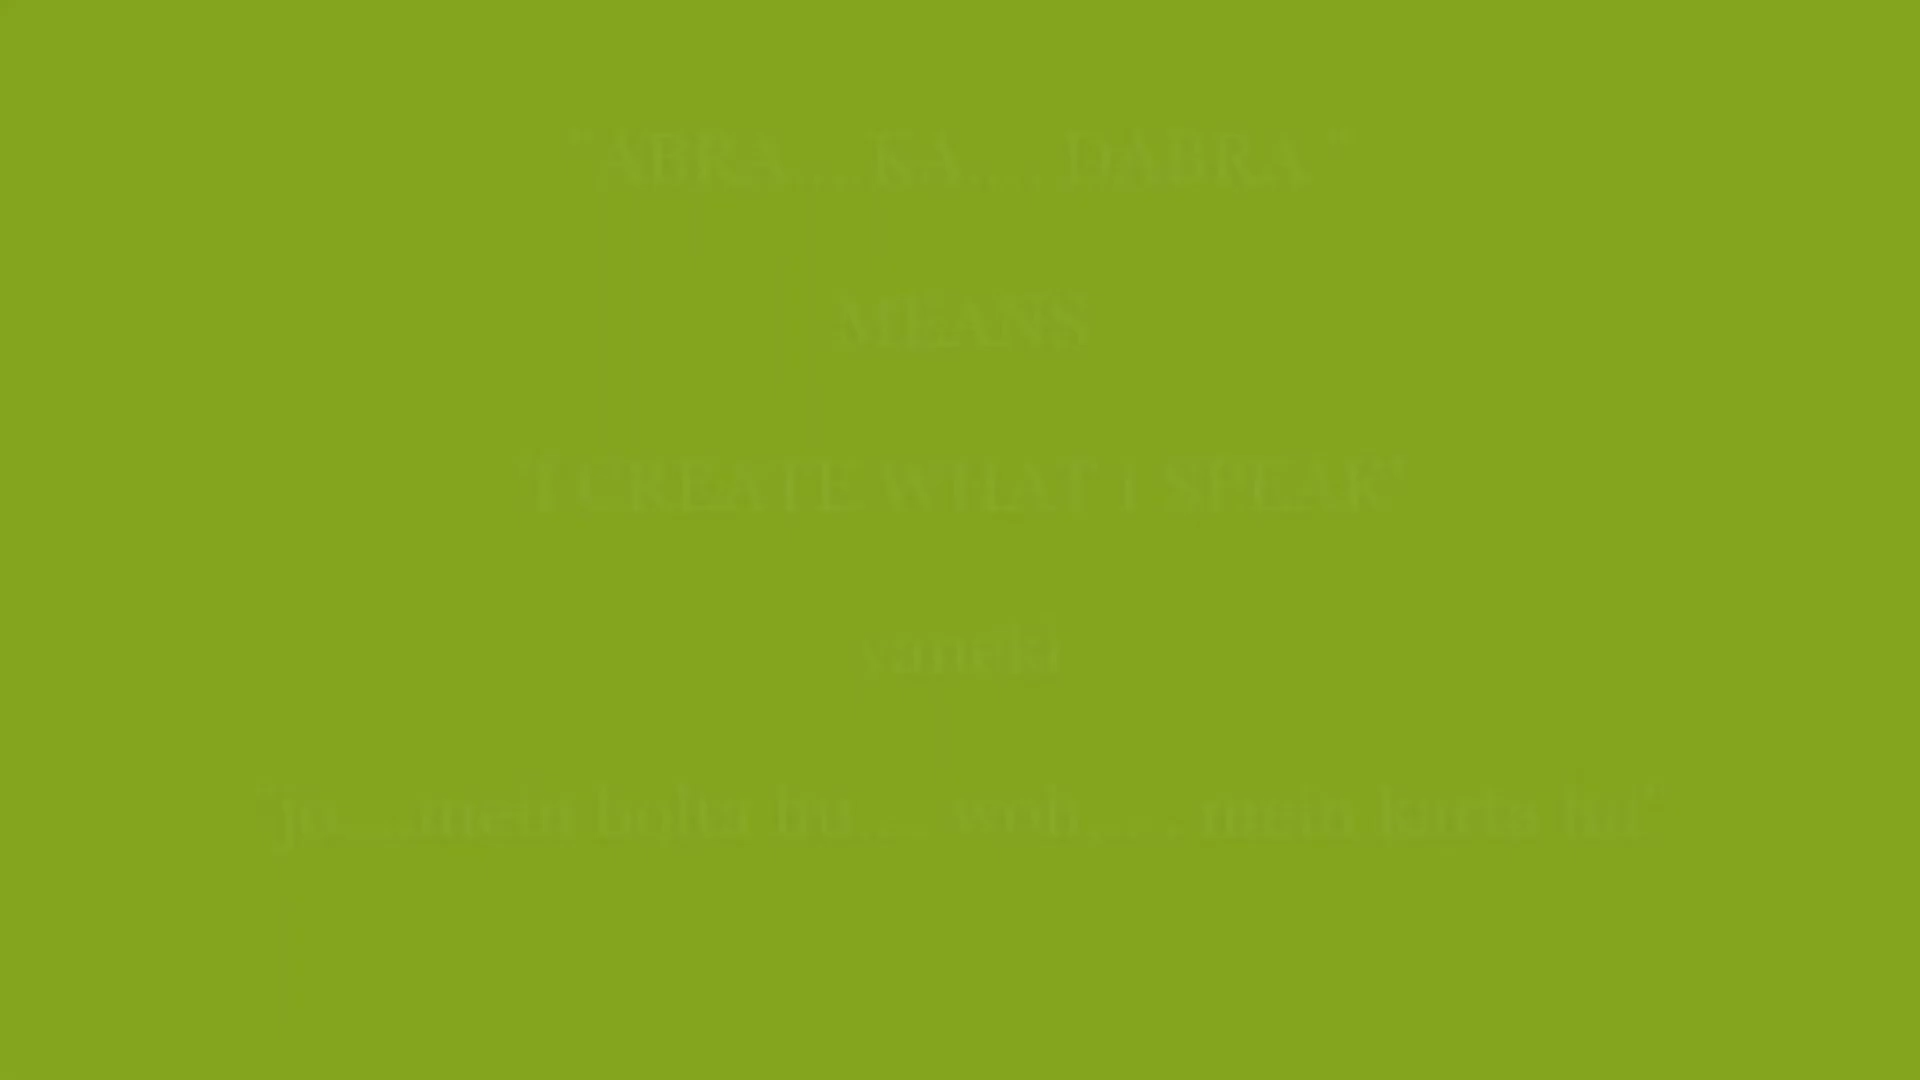 "ABRA.... KA.... DABRA "
MEANS
"I CREATE WHAT I SPEAK"
yaneki
"jo....mein bolta hu.... woh..... mein karta hu"